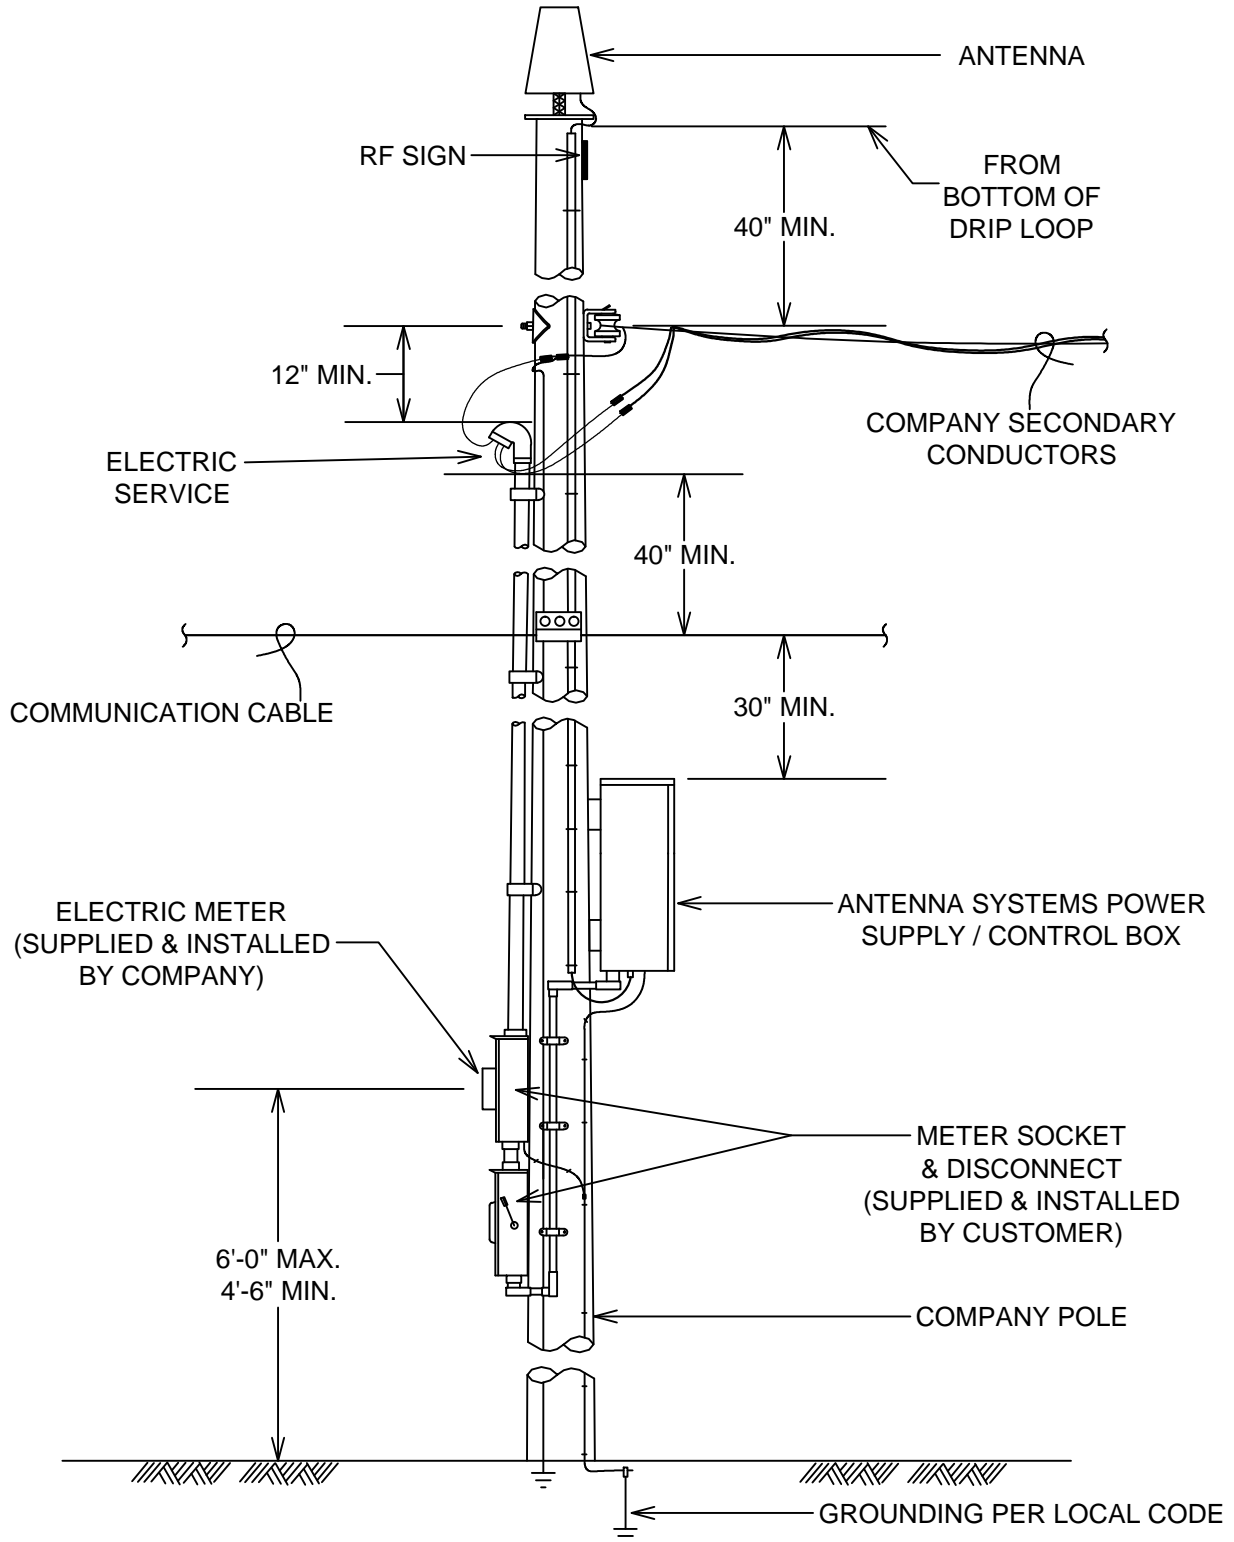 ANTENNA
RF SIGN
FROM
BOTTOM OF
DRIP LOOP
40" MIN.
12" MIN.
COMPANY SECONDARY
CONDUCTORS
ELECTRIC
SERVICE
40" MIN.
COMMUNICATION CABLE
30" MIN.
ELECTRIC METER
(SUPPLIED & INSTALLED
BY COMPANY)
ANTENNA SYSTEMS POWER
SUPPLY / CONTROL BOX
METER SOCKET
& DISCONNECT
(SUPPLIED & INSTALLED
BY CUSTOMER)
6'-0" MAX.
4'-6" MIN.
COMPANY POLE
GROUNDING PER LOCAL CODE